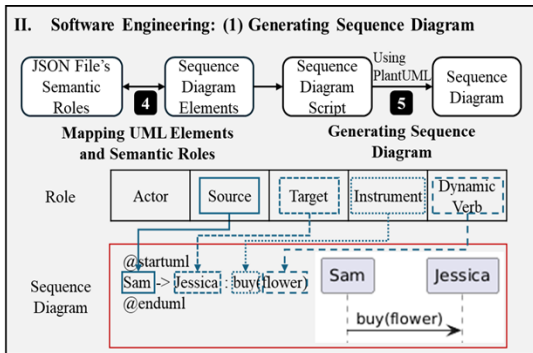 II. Software Engineering: (1) Generating Sequence Diagram
JSON File's
Semantic
Roles
4
Sequence
Diagram
Elements
Sequence
Diagram
Script
Using
PlantUML
5
Sequence
Diagram
Mapping UML Elements
and Semantic Roles
Generating Sequence
Diagram
Role
Actor
Source
Target
Instrument
Dynamic
Verb
Sequence
Diagram
@startuml
Sam -> Jessica : buy(flower)
@enduml
Sam
Jessica
buy(flower)